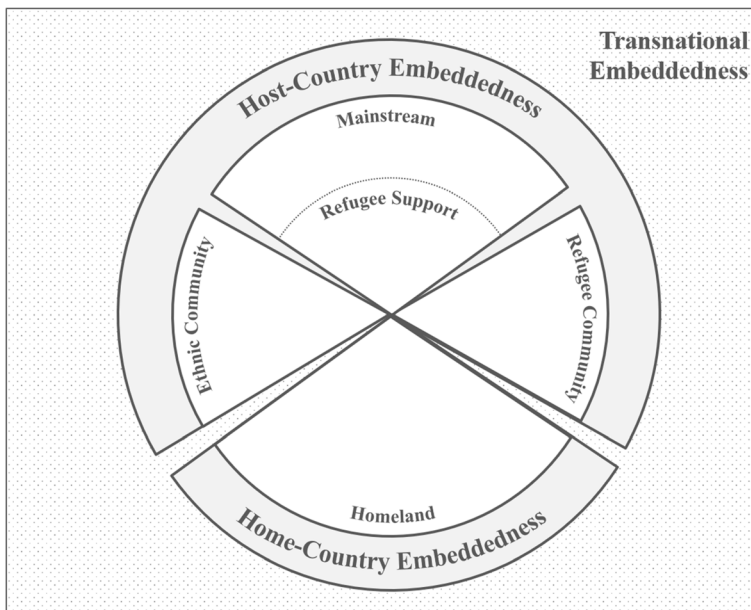 Transnational
Embeddedness
Host-Country Embeddedness
Mainstream
Refugee Support
Ethnic Community
Refugee Community
Homeland
Home-Country Embeddedness